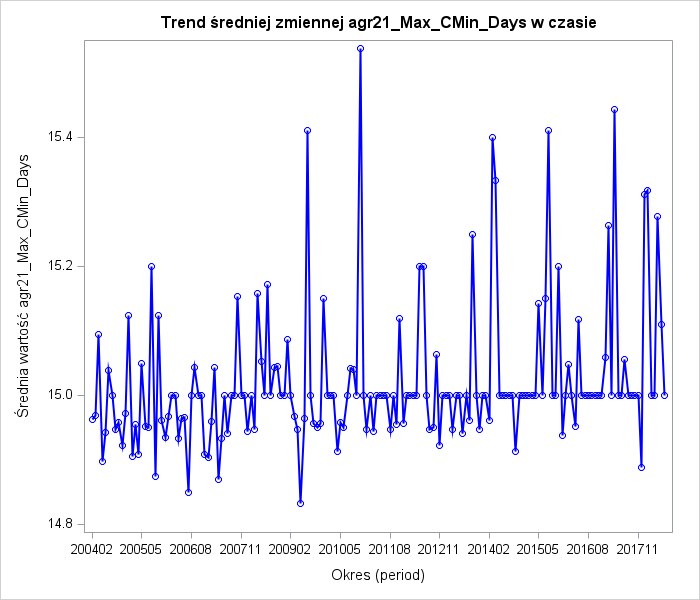 Trend średniej zmiennej agr21_Max_CMin_Days w czasie
Średnia wartość agr21_Max_CMin_Days
15.4
15.2
15.0
14.8
200402 200505 200608 200711 200902 201005 201108 201211 201402 201505 201608 201711
Okres (period)